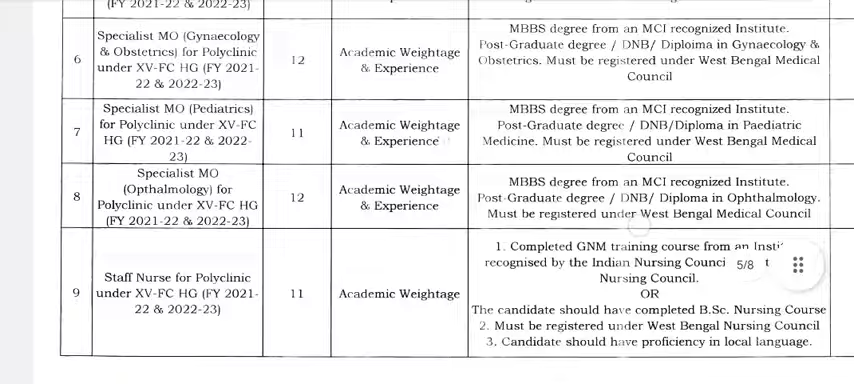 (FY 2021-22 & 2022-23)
6
Specialist MO (Gynaecology
& Obstetrics) for Polyclinic
under XV-FC HG (FY 2021-
22 & 2022-23)
12
Academic Weightage
& Experience
MBBS degree from an MCI recognized Institute.
Post-Graduate degree / DNB/ Diploima in Gynaecology &
Obstetrics. Must be registered under West Bengal Medical
Council
7
Specialist MO (Pediatrics)
for Polyclinic under XV-FC
HG (FY 2021-22 & 2022-
23)
11
Academic Weightage
& Experience
MBBS degree from an MCI recognized Institute.
Post-Graduate degree / DNB/Diploma in Paediatric
Medicine. Must be registered under West Bengal Medical
Council
8
Specialist MO
(Opthalmology) for
Polyclinic under XV-FC HG
(FY 2021-22 & 2022-23)
12
Academic Weightage
& Experience
MBBS degree from an MCI recognized Institute.
Post-Graduate degree / DNB/ Diploma in Ophthalmology.
Must be registered under West Bengal Medical Council
9
Staff Nurse for Polyclinic
under XV-FC HG (FY 2021-
22 & 2022-23)
11
Academic Weightage
1. Completed GNM training course from an
recognised by the Indian Nursing
5/8
Nursing Council.
OR
The candidate should have completed B.Sc. Nursing Course
2. Must be registered under West Bengal Nursing Council
3. Candidate should have proficiency in local language.